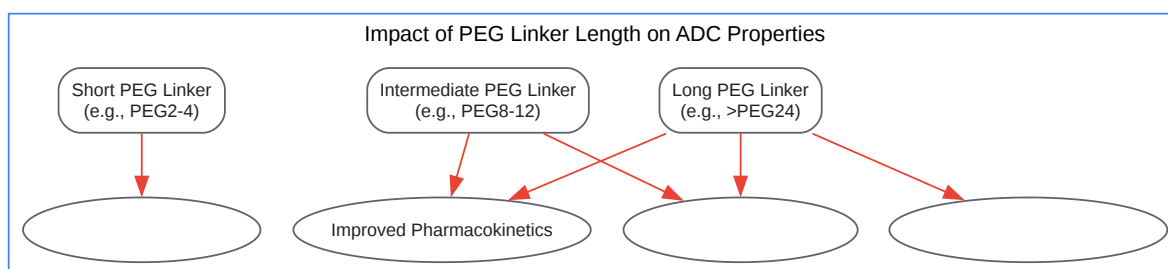 Impact of PEG Linker Length on ADC Properties
Short PEG Linker
(e.g., PEG2-4)
Intermediate PEG Linker
(e.g., PEG8-12)
Long PEG Linker
(e.g., >PEG24)
Improved Pharmacokinetics